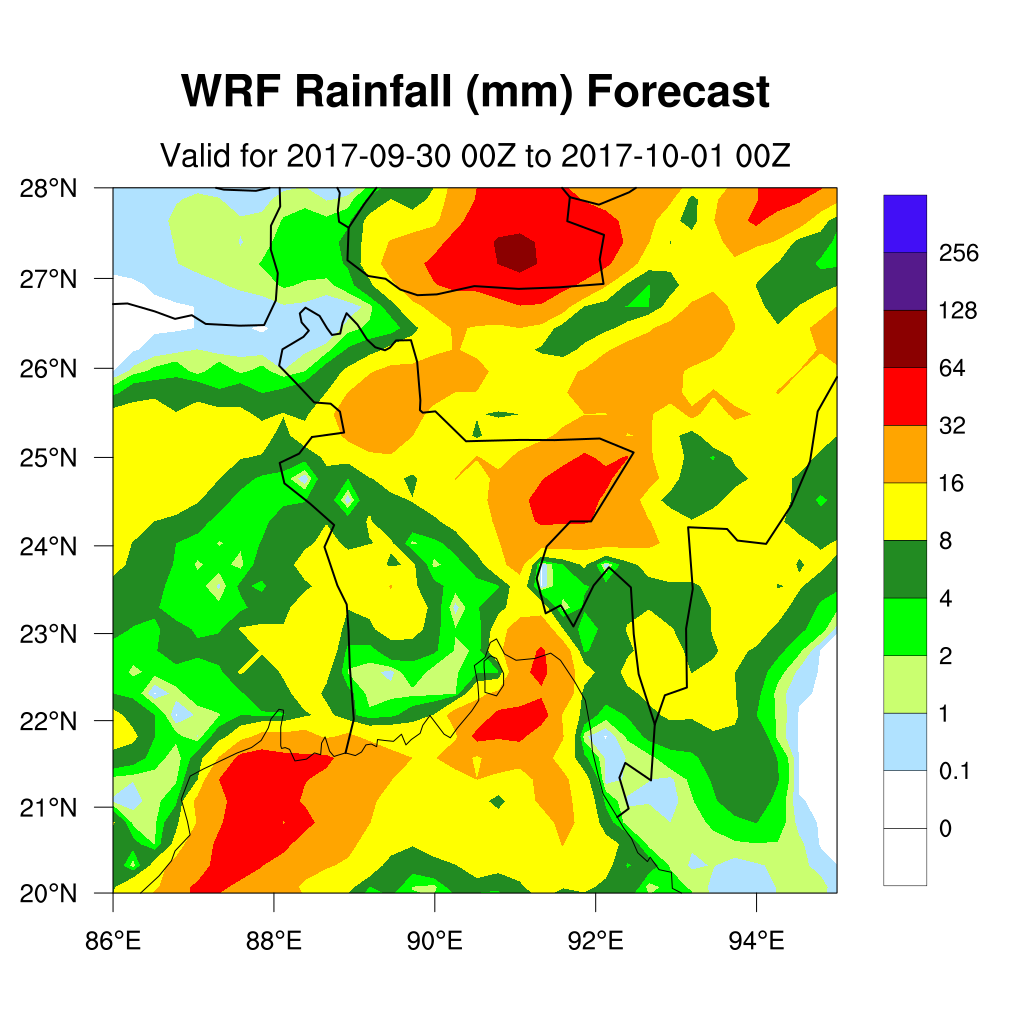 WRF Rainfall (mm) Forecast
Valid for 2017-09-30 00Z to 2017-10-01 00Z
28°N
27°N
26°N
25°N
24°N
23°N
22°N
21°N
20°N
86°E 88°E 90°E 92°E 94°E
256
128
64
32
16
8
4
2
1
0.1
0